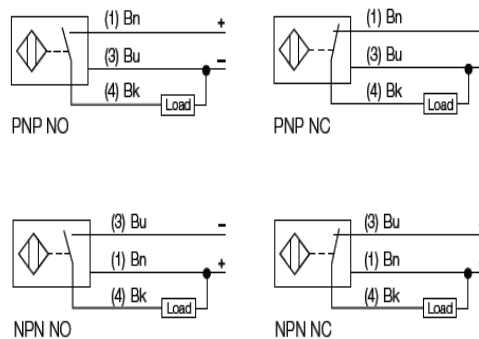 (1) Bn +
(3) Bu –
(4) Bk Load
PNP NO
(1) Bn
(3) Bu
(4) Bk Load
PNP NC
(3) Bu –
(1) Bn +
(4) Bk Load
NPN NO
(3) Bu
(1) Bn
(4) Bk Load
NPN NC